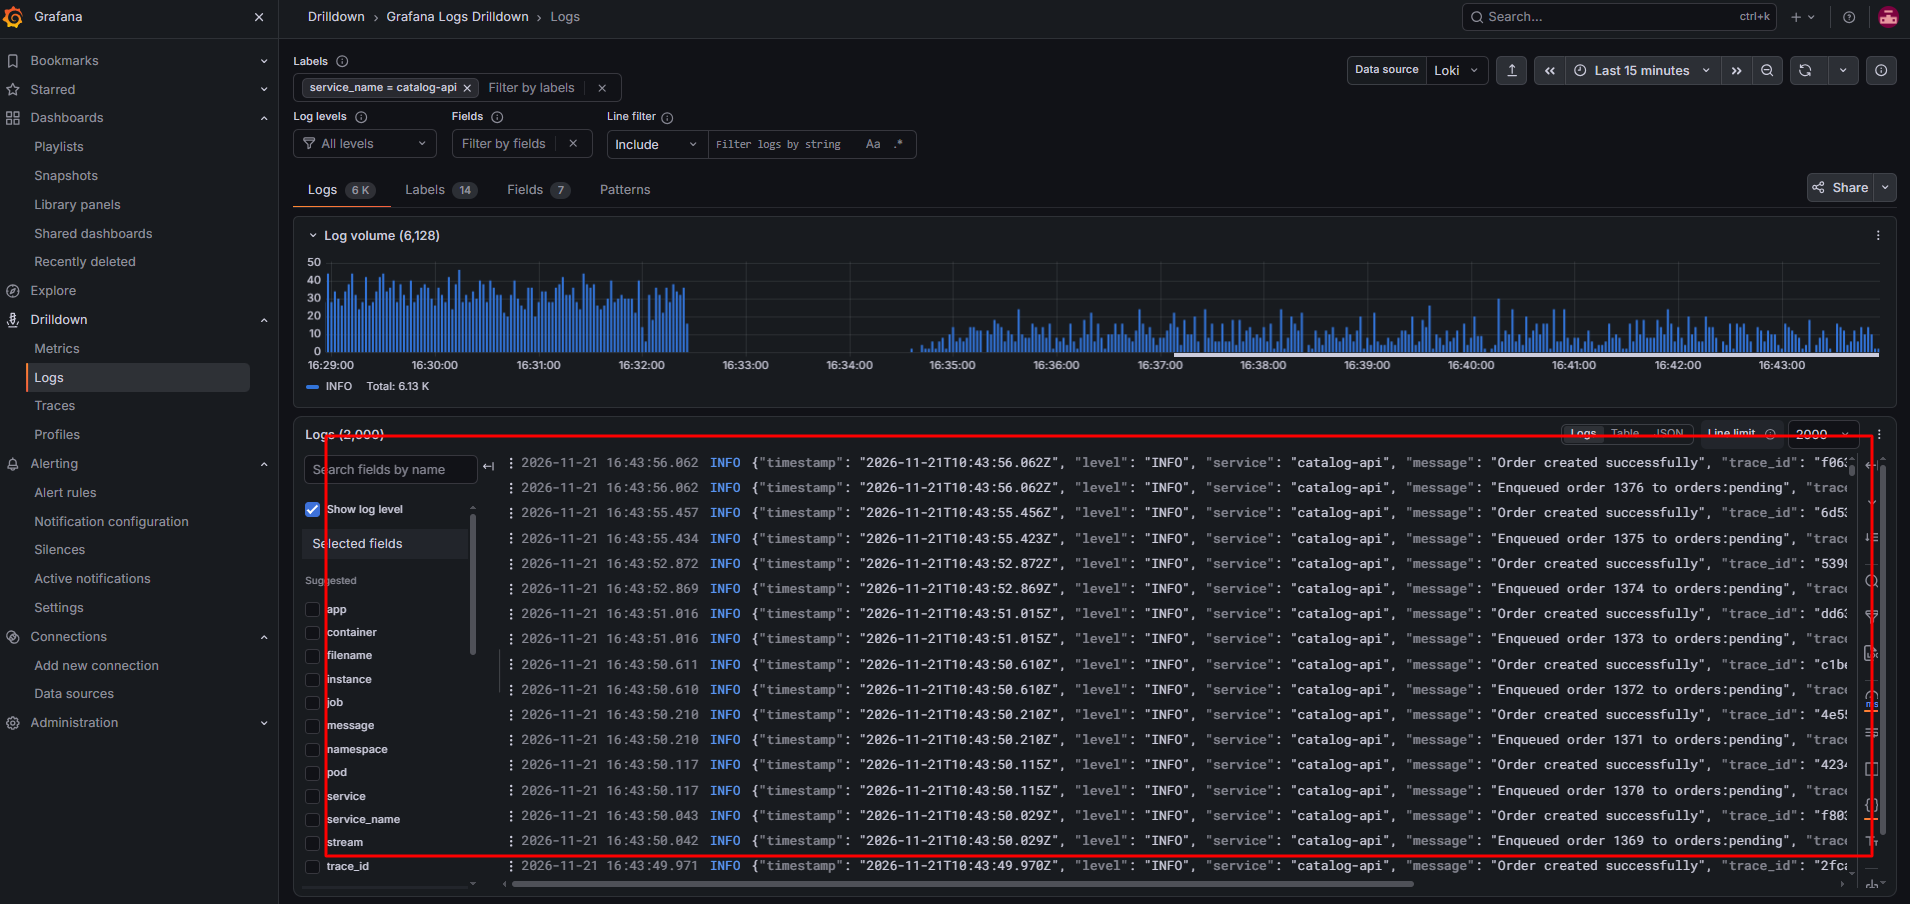 Grafana
Drilldown › Grafana Logs Drilldown › Logs
Search... ctrl+k
Bookmarks
Starred
Dashboards
Playlists
Snapshots
Library panels
Shared dashboards
Recently deleted
Explore
Drilldown
Metrics
Logs
Traces
Profiles
Alerting
Alert rules
Notification configuration
Silences
Active notifications
Settings
Connections
Add new connection
Data sources
Administration
Labels
service_name = catalog-api Filter by labels
Data source Loki
Last 15 minutes
Log levels Fields Line filter
All levels Filter by fields Include Filter logs by string Aa .*
Logs 6 K Labels 14 Fields 7 Patterns
Share
Log volume (6,128)
50
40
30
20
10
0
16:29:00 16:30:00 16:31:00 16:32:00 16:33:00 16:34:00 16:35:00 16:36:00 16:37:00 16:38:00 16:39:00 16:40:00 16:41:00 16:42:00 16:43:00
INFO Total: 6.13 K
Logs (2,000) Logs Table JSON Line limit 2000
Search fields by name
Show log level
Selected fields
Suggested
app
container
filename
instance
job
message
namespace
pod
service
service_name
stream
trace_id
2026-11-21 16:43:56.062 INFO {"timestamp": "2026-11-21T10:43:56.062Z", "level": "INFO", "service": "catalog-api", "message": "Order created successfully", "trace_id": "f063
2026-11-21 16:43:56.062 INFO {"timestamp": "2026-11-21T10:43:56.062Z", "level": "INFO", "service": "catalog-api", "message": "Enqueued order 1376 to orders:pending", "trace
2026-11-21 16:43:55.457 INFO {"timestamp": "2026-11-21T10:43:55.456Z", "level": "INFO", "service": "catalog-api", "message": "Order created successfully", "trace_id": "6d53
2026-11-21 16:43:55.434 INFO {"timestamp": "2026-11-21T10:43:55.423Z", "level": "INFO", "service": "catalog-api", "message": "Enqueued order 1375 to orders:pending", "trace
2026-11-21 16:43:52.872 INFO {"timestamp": "2026-11-21T10:43:52.872Z", "level": "INFO", "service": "catalog-api", "message": "Order created successfully", "trace_id": "5398
2026-11-21 16:43:52.869 INFO {"timestamp": "2026-11-21T10:43:52.869Z", "level": "INFO", "service": "catalog-api", "message": "Enqueued order 1374 to orders:pending", "trace
2026-11-21 16:43:51.016 INFO {"timestamp": "2026-11-21T10:43:51.015Z", "level": "INFO", "service": "catalog-api", "message": "Order created successfully", "trace_id": "dd63
2026-11-21 16:43:51.016 INFO {"timestamp": "2026-11-21T10:43:51.015Z", "level": "INFO", "service": "catalog-api", "message": "Enqueued order 1373 to orders:pending", "trace
2026-11-21 16:43:50.611 INFO {"timestamp": "2026-11-21T10:43:50.610Z", "level": "INFO", "service": "catalog-api", "message": "Order created successfully", "trace_id": "c1be
2026-11-21 16:43:50.610 INFO {"timestamp": "2026-11-21T10:43:50.610Z", "level": "INFO", "service": "catalog-api", "message": "Enqueued order 1372 to orders:pending", "trace
2026-11-21 16:43:50.210 INFO {"timestamp": "2026-11-21T10:43:50.210Z", "level": "INFO", "service": "catalog-api", "message": "Order created successfully", "trace_id": "4e55
2026-11-21 16:43:50.210 INFO {"timestamp": "2026-11-21T10:43:50.210Z", "level": "INFO", "service": "catalog-api", "message": "Enqueued order 1371 to orders:pending", "trace
2026-11-21 16:43:50.117 INFO {"timestamp": "2026-11-21T10:43:50.115Z", "level": "INFO", "service": "catalog-api", "message": "Order created successfully", "trace_id": "4234
2026-11-21 16:43:50.117 INFO {"timestamp": "2026-11-21T10:43:50.115Z", "level": "INFO", "service": "catalog-api", "message": "Enqueued order 1370 to orders:pending", "trace
2026-11-21 16:43:50.043 INFO {"timestamp": "2026-11-21T10:43:50.029Z", "level": "INFO", "service": "catalog-api", "message": "Order created successfully", "trace_id": "f803
2026-11-21 16:43:50.042 INFO {"timestamp": "2026-11-21T10:43:50.029Z", "level": "INFO", "service": "catalog-api", "message": "Enqueued order 1369 to orders:pending", "trace
2026-11-21 16:43:49.971 INFO {"timestamp": "2026-11-21T10:43:49.970Z", "level": "INFO", "service": "catalog-api", "message": "Order created successfully", "trace_id": "2fca